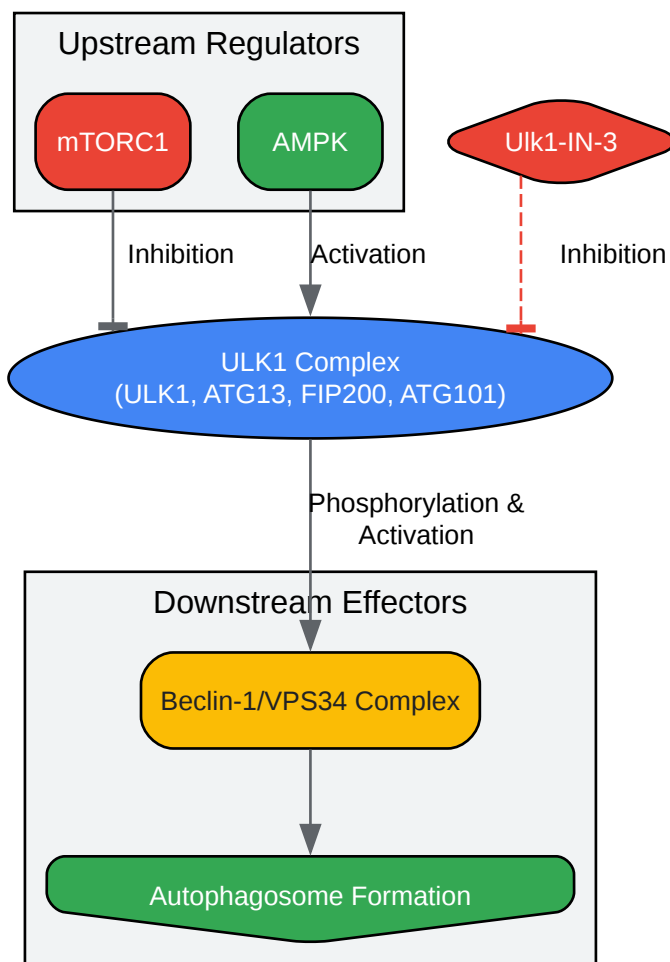 Upstream Regulators
mTORC1
AMPK
Ulk1-IN-3
Inhibition
Activation
Inhibition
ULK1 Complex
(ULK1, ATG13, FIP200, ATG101)
Phosphorylation &
Activation
Downstream Effectors
Beclin-1/VPS34 Complex
Autophagosome Formation